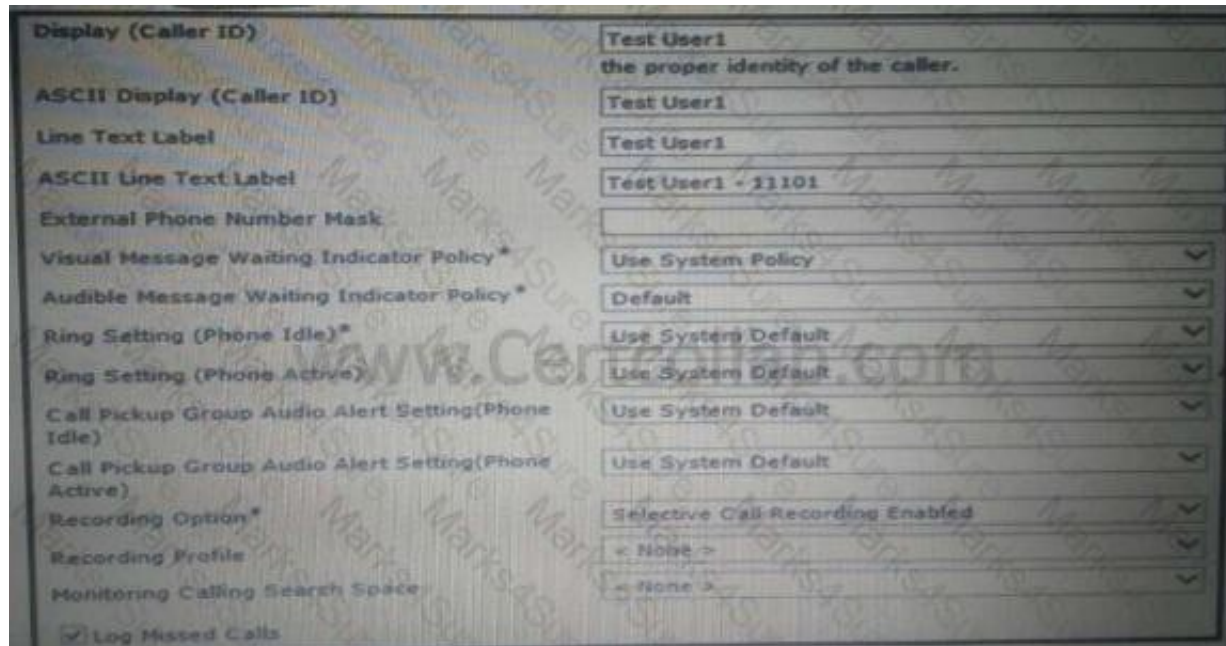 Display (Caller ID) Test User1
the proper identity of the caller.
ASCII Display (Caller ID) Test User1
Line Text Label Test User1
ASCII Line Text Label Test User1 - 11101
External Phone Number Mask
Visual Message Waiting Indicator Policy* Use System Policy
Audible Message Waiting Indicator Policy* Default
Ring Setting (Phone Idle)* Use System Default
Ring Setting (Phone Active) Use System Default
Call Pickup Group Audio Alert Setting(Phone Idle) Use System Default
Call Pickup Group Audio Alert Setting(Phone Active) Use System Default
Recording Option* Selective Call Recording Enabled
Recording Profile < None >
Monitoring Calling Search Space < None >
Log Missed Calls
www.Certcollab.com
Marks4Sure